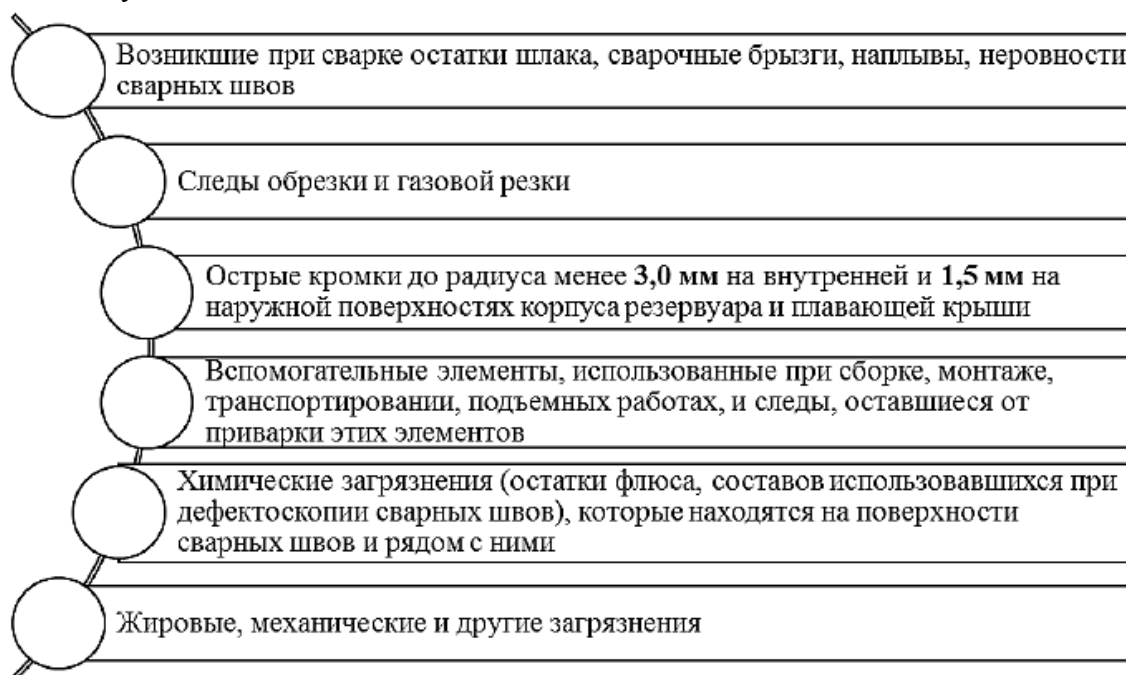 Возникшие при сварке остатки шлака, сварочные брызги, наплывы, неровности
сварных швов
Следы обрезки и газовой резки
Острые кромки до радиуса менее 3,0 мм на внутренней и 1,5 мм на
наружной поверхностях корпуса резервуара и плавающей крыши
Вспомогательные элементы, использованные при сборке, монтаже,
транспортировании, подъемных работах, и следы, оставшиеся от
приварки этих элементов
Химические загрязнения (остатки флюса, составов использовавшихся при
дефектоскопии сварных швов), которые находятся на поверхности
сварных швов и рядом с ними
Жировые, механические и другие загрязнения